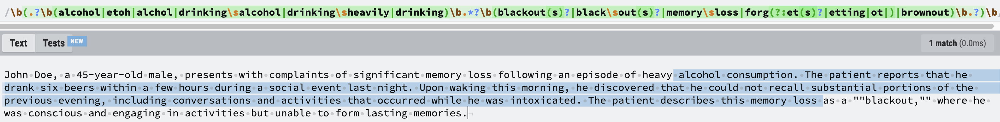 /\b(.?\b(alcohol|etoh|alchol|drinking\salcohol|drinking\sheavily|drinking)\b.*?\b(blackout(s)?|black\sout(s)?|memory\sloss|forg(?:et(s)?|etting|ot|)|brownout)\b.?)\b/
Text Tests NEW 1 match (0.0ms)
John Doe, a 45-year-old male, presents with complaints of significant memory loss following an episode of heavy alcohol consumption. The patient reports that he
drank six beers within a few hours during a social event last night. Upon waking this morning, he discovered that he could not recall substantial portions of the
previous evening, including conversations and activities that occurred while he was intoxicated. The patient describes this memory loss as a ""blackout,"" where he
was conscious and engaging in activities but unable to form lasting memories.